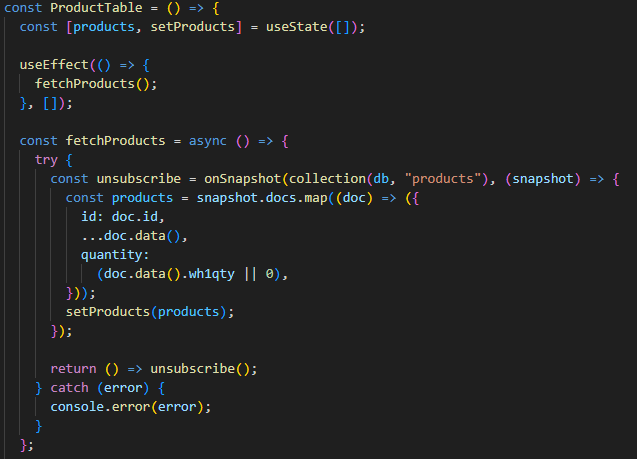 const ProductTable = () => {
  const [products, setProducts] = useState([]);

  useEffect(() => {
    fetchProducts();
  }, []);

  const fetchProducts = async () => {
    try {
      const unsubscribe = onSnapshot(collection(db, "products"), (snapshot) => {
        const products = snapshot.docs.map((doc) => ({
          id: doc.id,
          ...doc.data(),
          quantity:
            (doc.data().wh1qty || 0),
        }));
        setProducts(products);
      });

      return () => unsubscribe();
    } catch (error) {
      console.error(error);
    }
  };